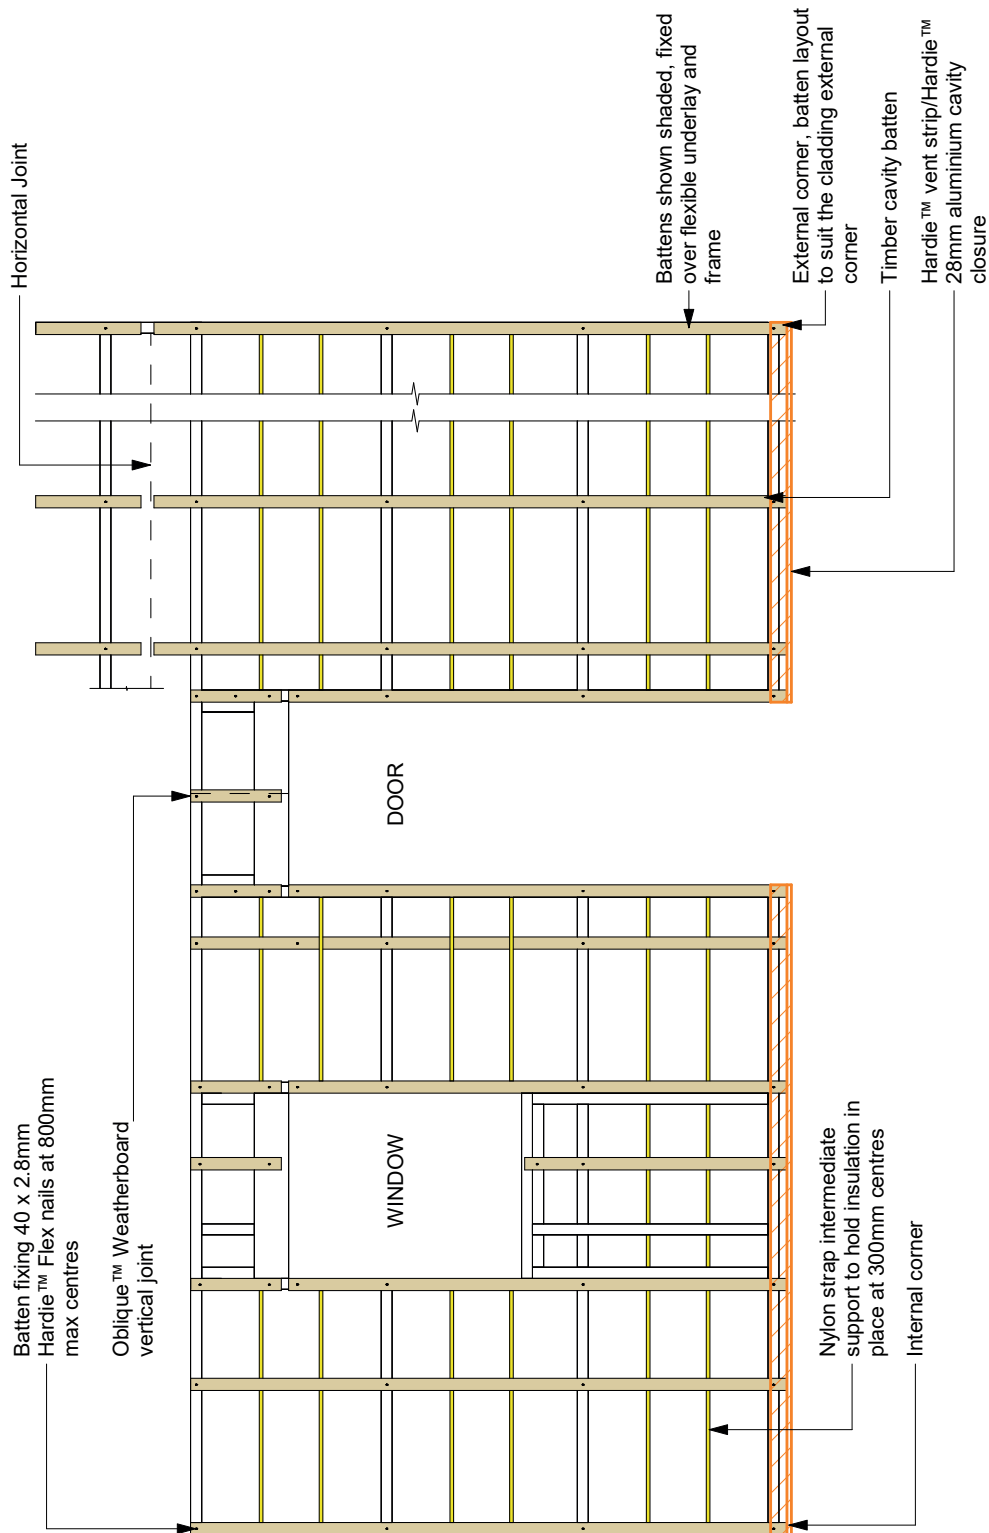 Batten fixing 40 x 2.8mm
Hardie™ Flex nails at 800mm
max centres
Oblique™ Weatherboard
vertical joint
Horizontal Joint
WINDOW
DOOR
Battens shown shaded, fixed
over flexible underlay and
frame
External corner, batten layout
to suit the cladding external
corner
Timber cavity batten
Hardie™ vent strip/Hardie™
28mm aluminium cavity
closure
Nylon strap intermediate
support to hold insulation in
place at 300mm centres
Internal corner